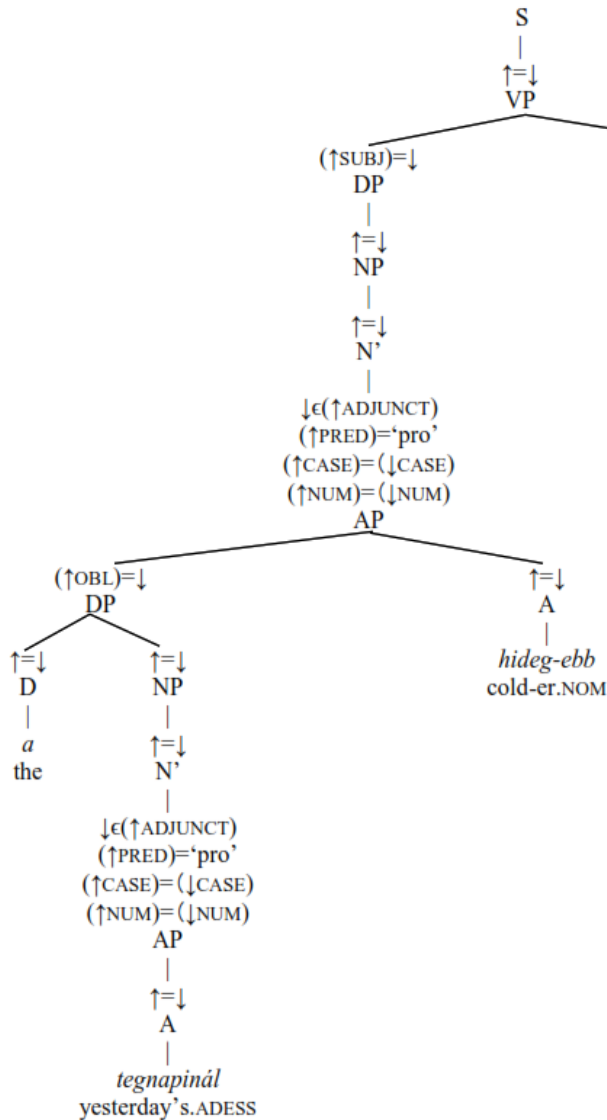 S
↑=↓
VP
(↑SUBJ)=↓
DP
↑=↓
NP
↑=↓
N’
↓ϵ(↑ADJUNCT)
(↑PRED)=‘pro’
(↑CASE)=(↓CASE)
(↑NUM)=(↓NUM)
AP
(↑OBL)=↓ ↑=↓
DP A
hideg-ebb
cold-er.NOM
↑=↓ ↑=↓
D NP
a ↑=↓
the N’
↓ϵ(↑ADJUNCT)
(↑PRED)=‘pro’
(↑CASE)=(↓CASE)
(↑NUM)=(↓NUM)
AP
↑=↓
A
tegnapinál
yesterday’s.ADESS